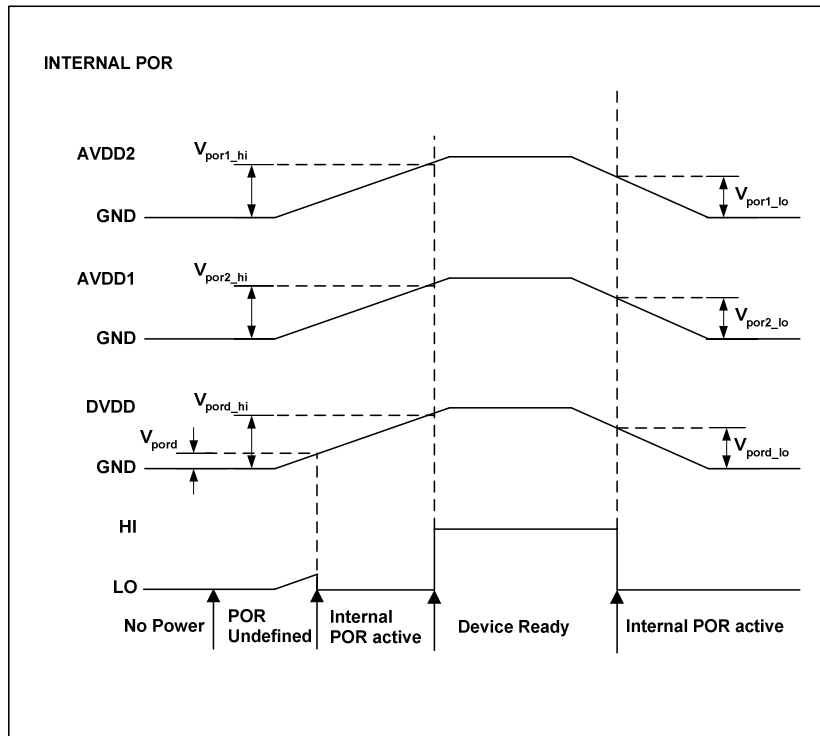 INTERNAL POR
AVDD2
Vpor1_hi
GND
Vpor1_lo
AVDD1
Vpor2_hi
GND
Vpor2_lo
DVDD
Vpord_hi
Vpord
GND
Vpord_lo
HI
LO
No Power
POR
Undefined
Internal
POR active
Device Ready
Internal POR active